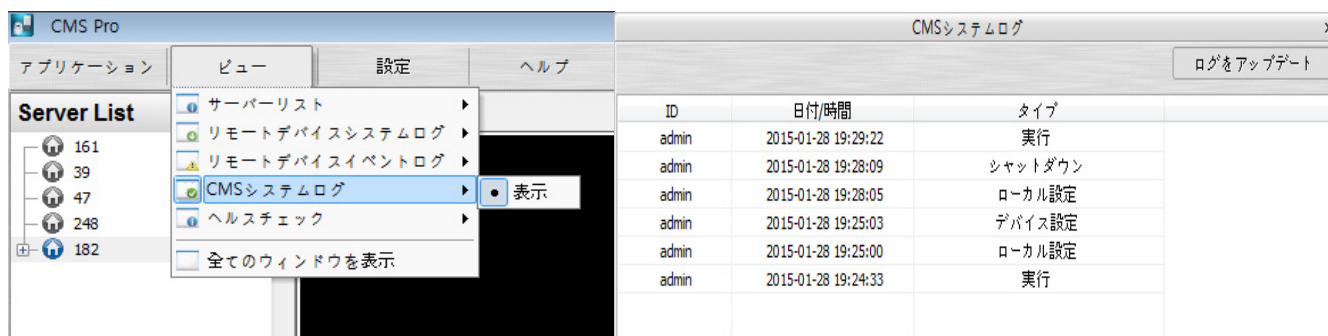 CMS Pro
アプリケーション ビュー 設定 ヘルプ
Server List
161
39
47
248
182
サーバーリスト
リモートデバイスシステムログ
リモートデバイスイベントログ
CMSシステムログ
表示
ヘルスチェック
全てのウィンドウを表示
CMSシステムログ
ログをアップデート
ID 日付/時間 タイプ
admin 2015-01-28 19:29:22 実行
admin 2015-01-28 19:28:09 シャットダウン
admin 2015-01-28 19:28:05 ローカル設定
admin 2015-01-28 19:25:03 デバイス設定
admin 2015-01-28 19:25:00 ローカル設定
admin 2015-01-28 19:24:33 実行